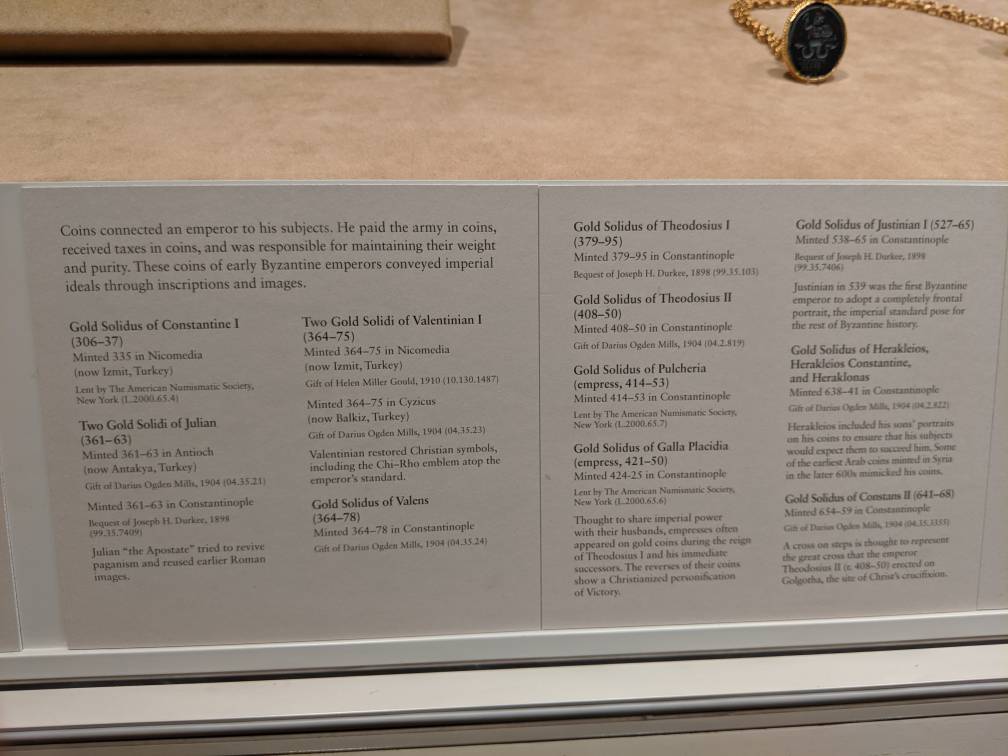 Coins connected an emperor to his subjects. He paid the army in coins,
received taxes in coins, and was responsible for maintaining their weight
and purity. These coins of early Byzantine emperors conveyed imperial
ideals through inscriptions and images.
Gold Solidus of Constantine I
(306–37)
Minted 335 in Nicomedia
(now Izmit, Turkey)
Lent by The American Numismatic Society,
New York (L.2000.65.4)
Two Gold Solidi of Julian
(361–63)
Minted 361–63 in Antioch
(now Antakya, Turkey)
Gift of Darius Ogden Mills, 1904 (04.35.21)
Minted 361–63 in Constantinople
Bequest of Joseph H. Durkee, 1898
(99.35.7409)
Julian “the Apostate” tried to revive
paganism and reused earlier Roman
images.
Two Gold Solidi of Valentinian I
(364–75)
Minted 364–75 in Nicomedia
(now Izmit, Turkey)
Gift of Helen Miller Gould, 1910 (10.130.1487)
Minted 364–75 in Cyzicus
(now Balkiz, Turkey)
Gift of Darius Ogden Mills, 1904 (04.35.23)
Valentinian restored Christian symbols,
including the Chi–Rho emblem atop the
emperor’s standard.
Gold Solidus of Valens
(364–78)
Minted 364–78 in Constantinople
Gift of Darius Ogden Mills, 1904 (04.35.24)
Gold Solidus of Theodosius I
(379–95)
Minted 379–95 in Constantinople
Bequest of Joseph H. Durkee, 1898 (99.35.103)
Gold Solidus of Theodosius II
(408–50)
Minted 408–50 in Constantinople
Gift of Darius Ogden Mills, 1904 (04.2.819)
Gold Solidus of Pulcheria
(empress, 414–53)
Minted 414–53 in Constantinople
Lent by The American Numismatic Society,
New York (L.2000.65.7)
Gold Solidus of Galla Placidia
(empress, 421–50)
Minted 424-25 in Constantinople
Lent by The American Numismatic Society,
New York (L.2000.65.6)
Thought to share imperial power
with their husbands, empresses often
appeared on gold coins during the reign
of Theodosius I and his immediate
successors. The reverses of their coins
show a Christianized personification
of Victory.
Gold Solidus of Justinian I (527–65)
Minted 538–65 in Constantinople
Bequest of Joseph H. Durkee, 1898
(99.35.7406)
Justinian in 539 was the first Byzantine
emperor to adopt a completely frontal
portrait, the imperial standard pose for
the rest of Byzantine history.
Gold Solidus of Herakleios,
Herakleios Constantine,
and Heraklonas
Minted 638–41 in Constantinople
Gift of Darius Ogden Mills, 1904 (04.2.822)
Herakleios included his sons’ portraits
on his coins to ensure that his subjects
would expect them to succeed him. Some
of the earliest Arab coins minted in Syria
in the later 600s mimicked his coins.
Gold Solidus of Constans II (641–68)
Minted 654–59 in Constantinople
Gift of Darius Ogden Mills, 1904 (04.35.3355)
A cross on steps is thought to represent
the great cross that the emperor
Theodosius II (r. 408–50) erected on
Golgotha, the site of Christ’s crucifixion.